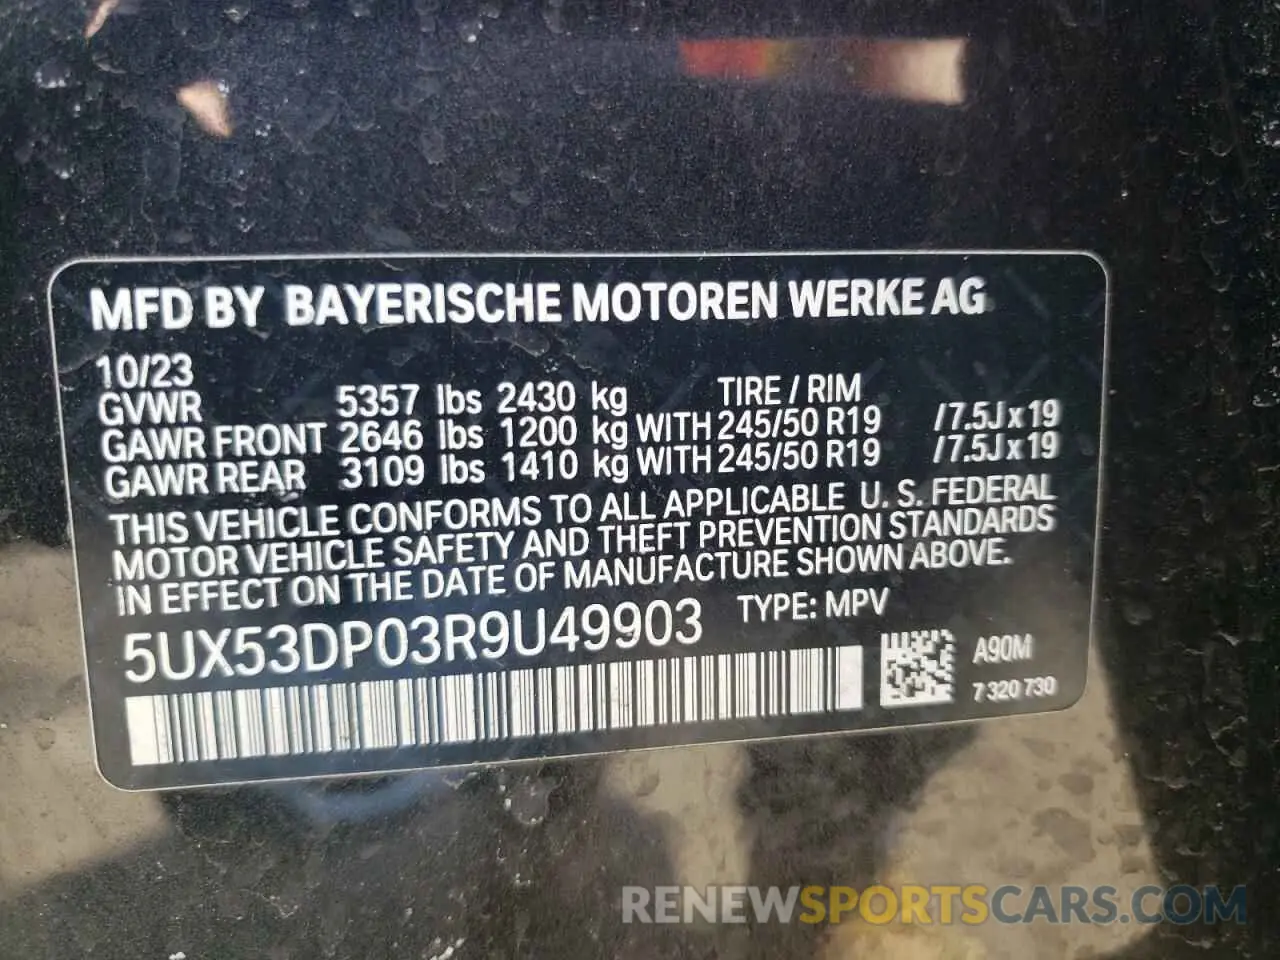 MFD BY BAYERISCHE MOTOREN WERKE AG
10/23
GVWR 5357 lbs 2430 kg TIRE / RIM
GAWR FRONT 2646 lbs 1200 kg WITH 245/50 R19 /7.5J x 19
GAWR REAR 3109 lbs 1410 kg WITH 245/50 R19 /7.5J x 19
THIS VEHICLE CONFORMS TO ALL APPLICABLE U. S. FEDERAL
MOTOR VEHICLE SAFETY AND THEFT PREVENTION STANDARDS
IN EFFECT ON THE DATE OF MANUFACTURE SHOWN ABOVE.
5UX53DP03R9U49903 TYPE: MPV
A90M
7 320 730
RENEWSPORTSCARS.COM